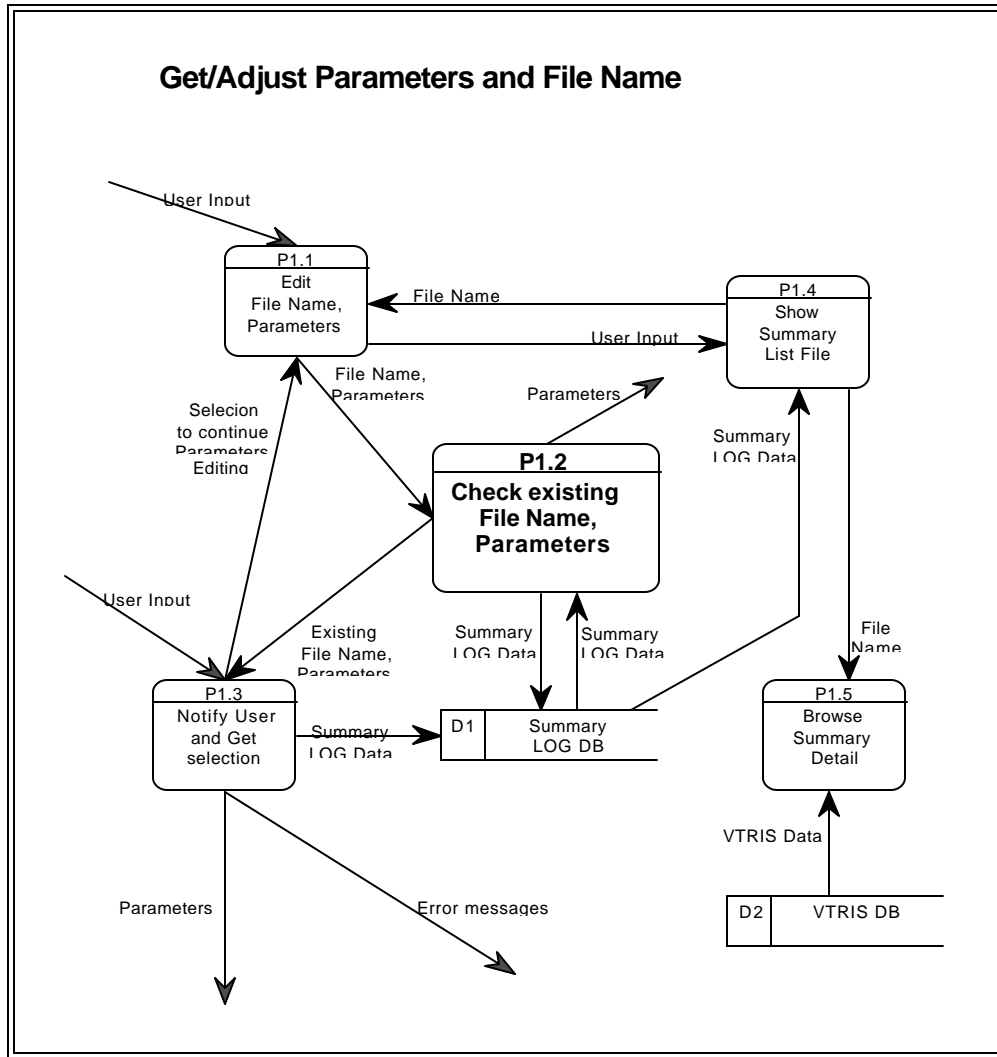 Get/Adjust Parameters and File Name
User Input
P1.1
Edit
File Name,
Parameters
File Name
User Input
P1.4
Show
Summary
List File
File Name,
Parameters
Parameters
Selecion
to continue
Parameters
Editing
Summary
LOG Data
P1.2
Check existing
File Name,
Parameters
User Input
Existing
File Name,
Parameters
Summary
LOG Data
Summary
LOG Data
File
Name
P1.3
Notify User
and Get
selection
Summary
LOG Data
D1
Summary
LOG DB
P1.5
Browse
Summary
Detail
VTRIS Data
Parameters
Error messages
D2
VTRIS DB